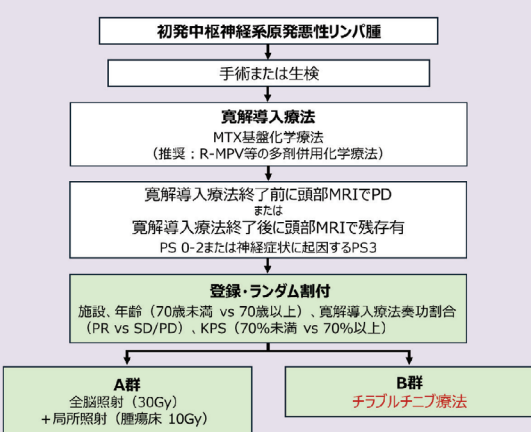 初発中枢神経系原発悪性リンパ腫
手術または生検
寛解導入療法
MTX基盤化学療法
（推奨：R-MPV等の多剤併用化学療法）
寛解導入療法終了前に頭部MRIでPD
または
寛解導入療法終了後に頭部MRIで残存有
PS 0-2または神経症状に起因するPS3
登録・ランダム割付
施設、年齢（70歳未満 vs 70歳以上）、寛解導入療法奏功割合
（PR vs SD/PD）、KPS（70%未満 vs 70%以上）
A群
全脳照射（30Gy）
＋局所照射（腫瘍床 10Gy）
B群
チラブルチニブ療法